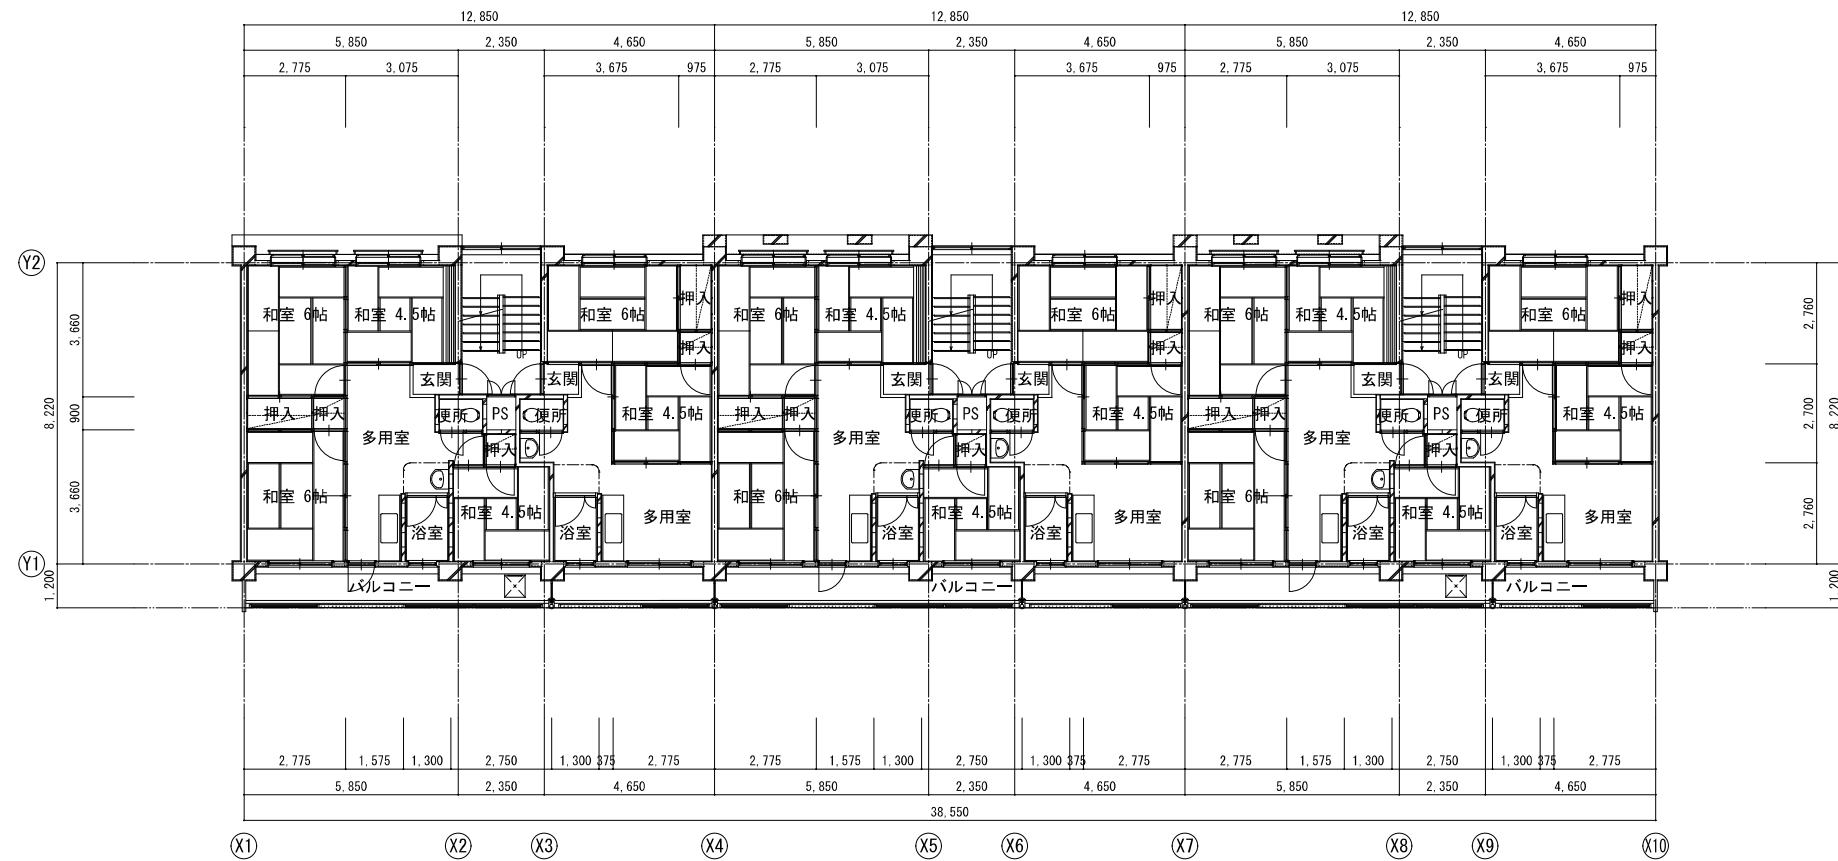 12,850 12,850 12,850
5,850 2,350 4,650 5,850 2,350 4,650 5,850 2,350 4,650
2,775 3,075 3,675 975 2,775 3,075 3,675 975 2,775 3,075 3,675 975
Y2
押入 押入 押入
和室 6帖 和室 4.5帖 和室 6帖 和室 6帖 和室 4.5帖 和室 6帖 和室 6帖 和室 4.5帖 和室 6帖
3,660 2,760
押入 押入 押入
UP UP UP
玄関 玄関 玄関 玄関 玄関 玄関
8,220 900 2,700 8,220
押入 押入 便所 PS 便所 和室 4.5帖 押入 押入 便所 PS 便所 和室 4.5帖 押入 押入 便所 PS 便所 和室 4.5帖
多用室 多用室 多用室
押入 押入 押入
和室 6帖 和室 6帖 和室 6帖
3,660 2,760
和室 4.5帖 多用室 和室 4.5帖 多用室 和室 4.5帖 多用室
浴室 浴室 浴室 浴室 浴室 浴室
Y1
1,200 1,200
バルコニー バルコニー バルコニー
2,775 1,575 1,300 2,750 1,300 375 2,775 2,775 1,575 1,300 2,750 1,300 375 2,775 2,775 1,575 1,300 2,750 1,300 375 2,775
5,850 2,350 4,650 5,850 2,350 4,650 5,850 2,350 4,650
38,550
X1 X2 X3 X4 X5 X6 X7 X8 X9 X10